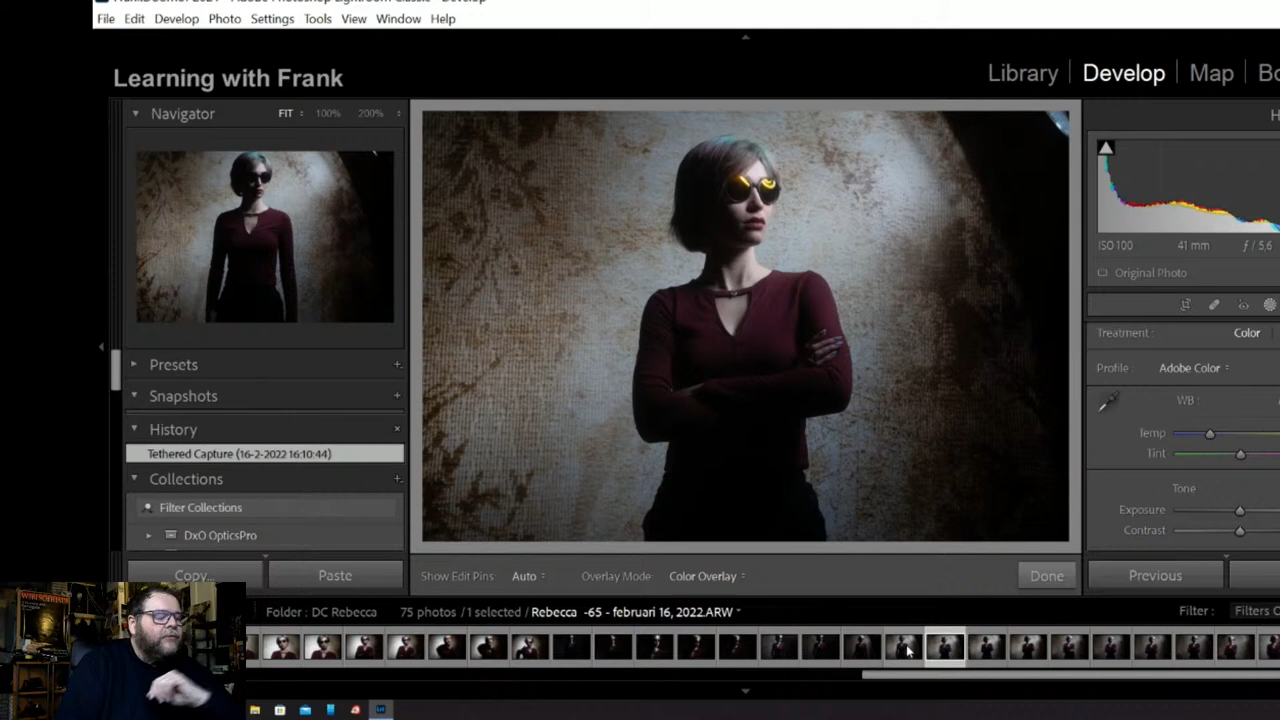 File Edit Develop Photo Settings Tools View Window Help
Learning with Frank
Library | Develop | Map |
Navigator FIT 100% 200%
ISO 100 41 mm f / 5,6
Original Photo
Treatment : Color
Presets
Profile : Adobe Color
Snapshots
WB :
History
Temp
Tethered Capture (16-2-2022 16:10:44)
Tint
Collections
Tone
Filter Collections
Exposure
DxO OpticsPro
Contrast
Copy... Paste Show Edit Pins : Auto Overlay Mode : Color Overlay Done Previous
Folder : DC Rebecca 75 photos / 1 selected / Rebecca -65 - februari 16, 2022.ARW Filter :